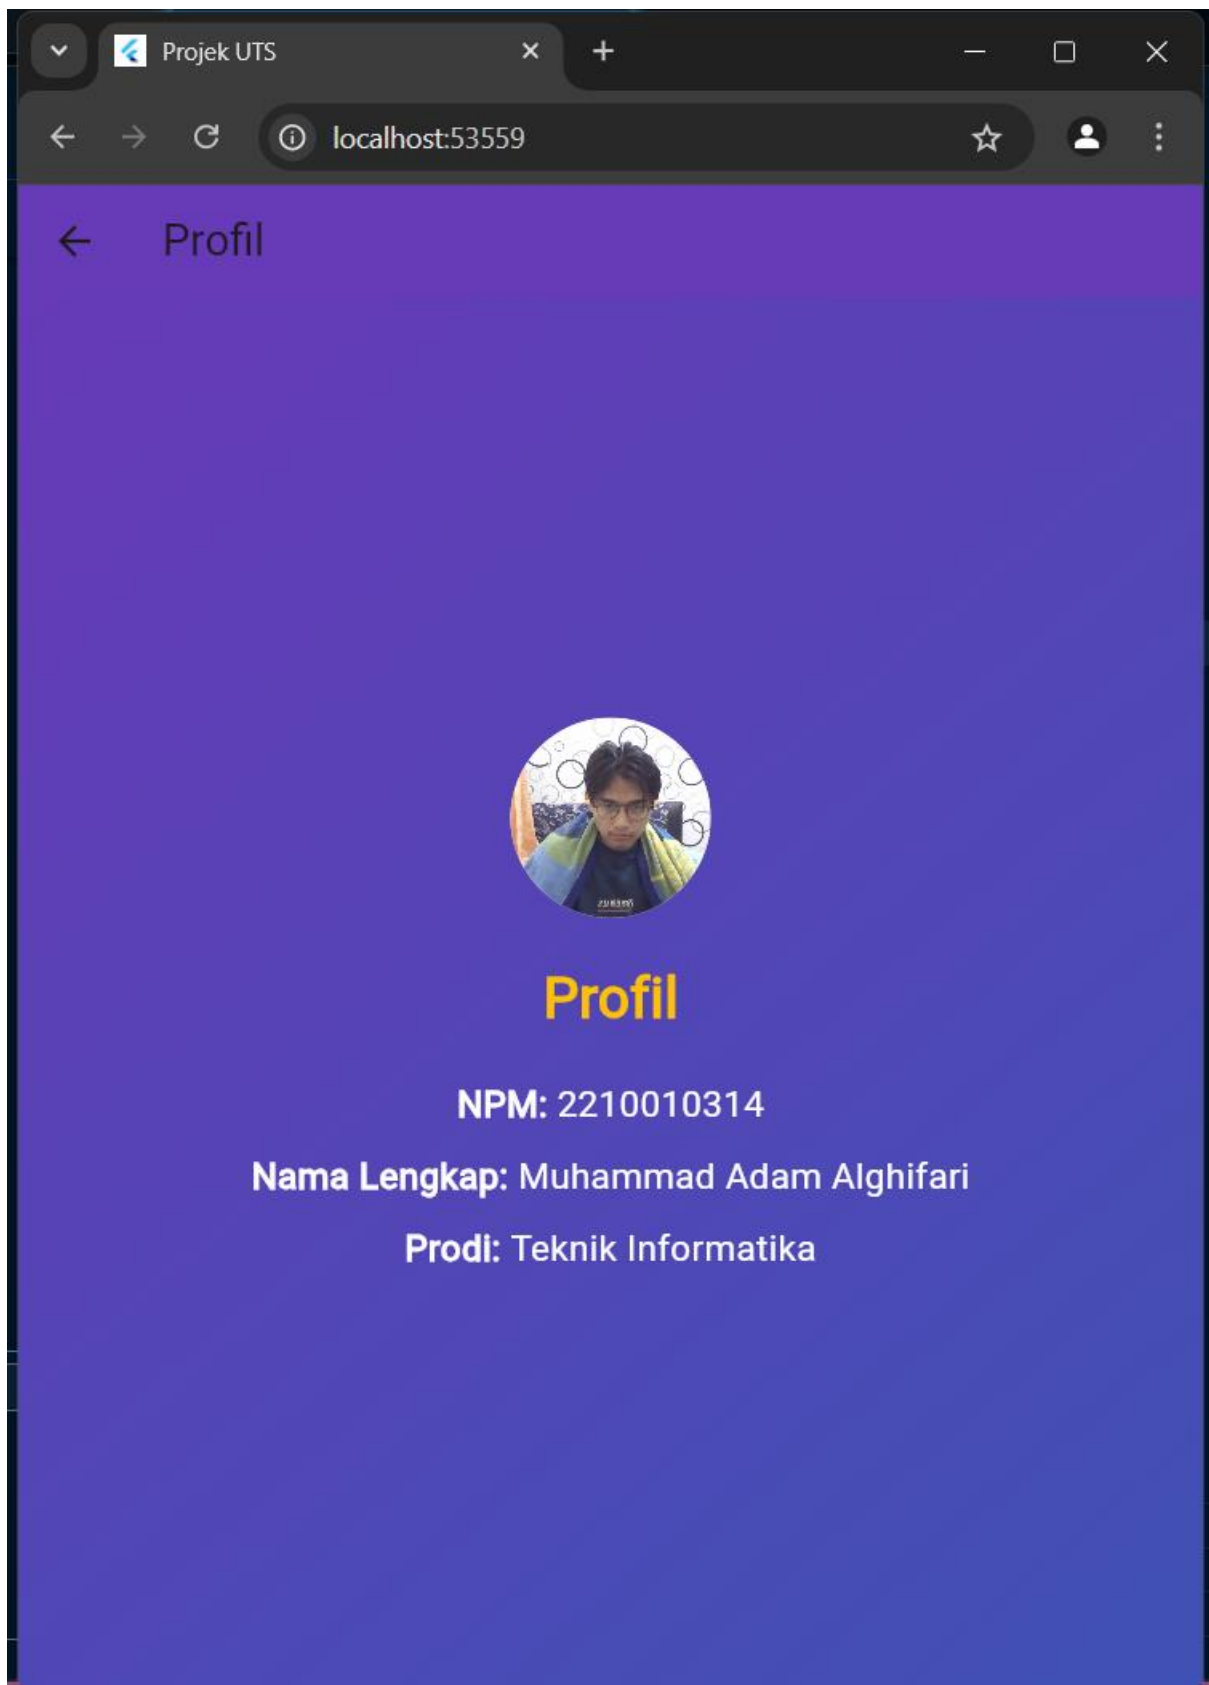 Projek UTS
localhost:53559
Profil
Profil
NPM: 2210010314
Nama Lengkap: Muhammad Adam Alghifari
Prodi: Teknik Informatika